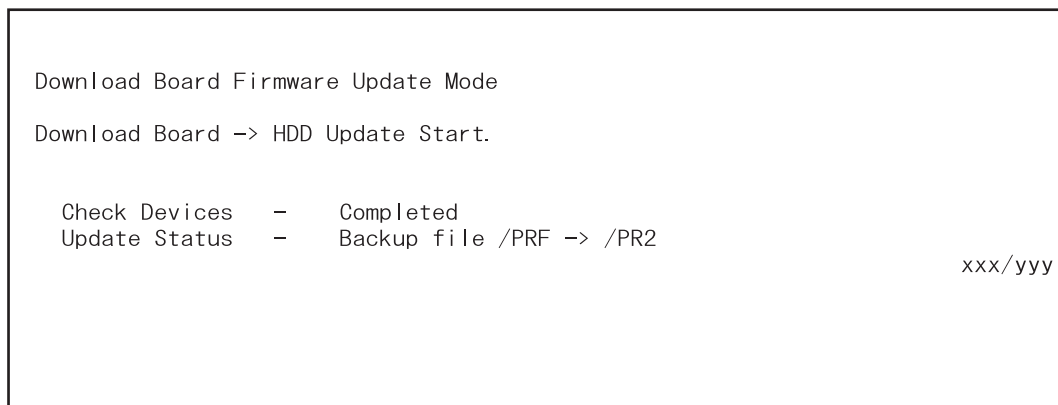 Download Board Firmware Update Mode
Download Board -> HDD Update Start.
Check Devices - Completed
Update Status - Backup file /PRF -> /PR2
xxx/yyy